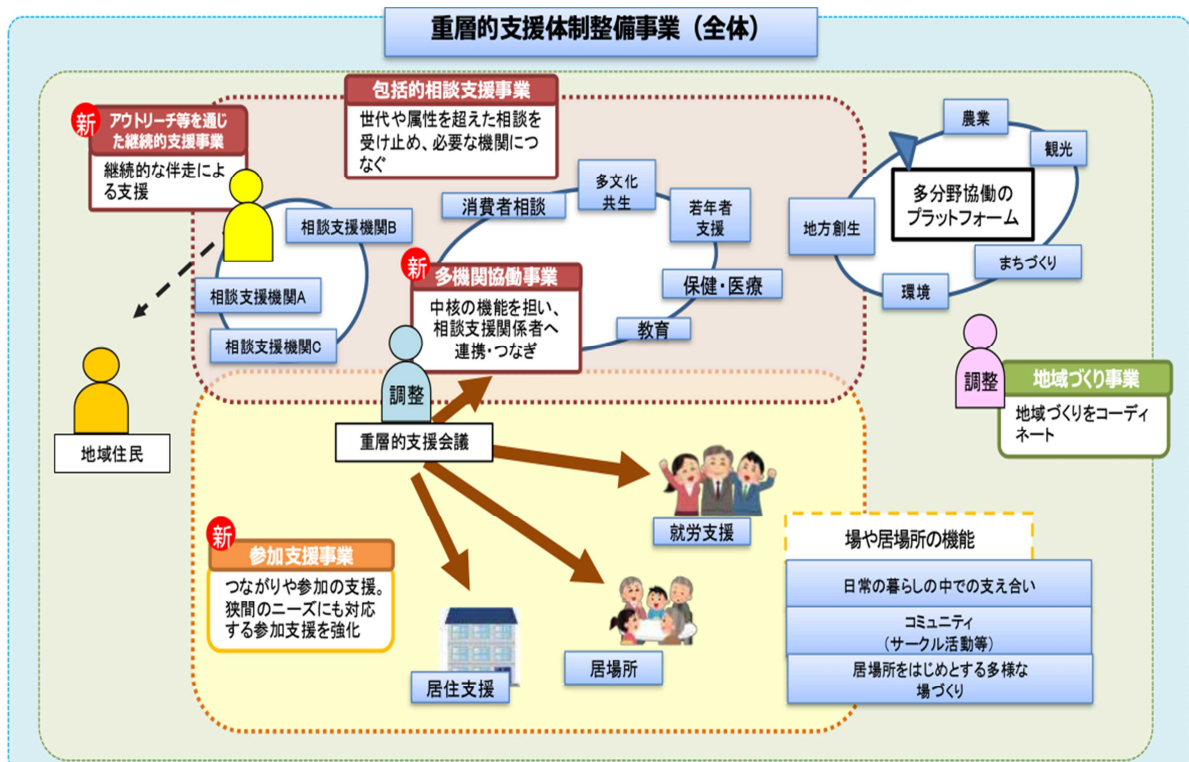 重層的支援体制整備事業（全体）
包括的相談支援事業
世代や属性を超えた相談を
受け止め、必要な機関につ
なぐ
新
アウトリーチ等を通じ
た継続的支援事業
継続的な伴走によ
る支援
相談支援機関B
相談支援機関A
相談支援機関C
消費者相談
多文化
共生
若年者
支援
保健・医療
教育
新
多機関協働事業
中核の機能を担い、
相談支援関係者へ
連携・つなぎ
農業
観光
多分野協働の
プラットフォーム
地方創生
まちづくり
環境
調整
地域づくり事業
地域づくりをコーディ
ネート
地域住民
調整
重層的支援会議
就労支援
新
参加支援事業
つながりや参加の支援。
狭間のニーズにも対応
する参加支援を強化
居住支援
居場所
場や居場所の機能
日常の暮らしの中での支え合い
コミュニティ
（サークル活動等）
居場所をはじめとする多様な
場づくり